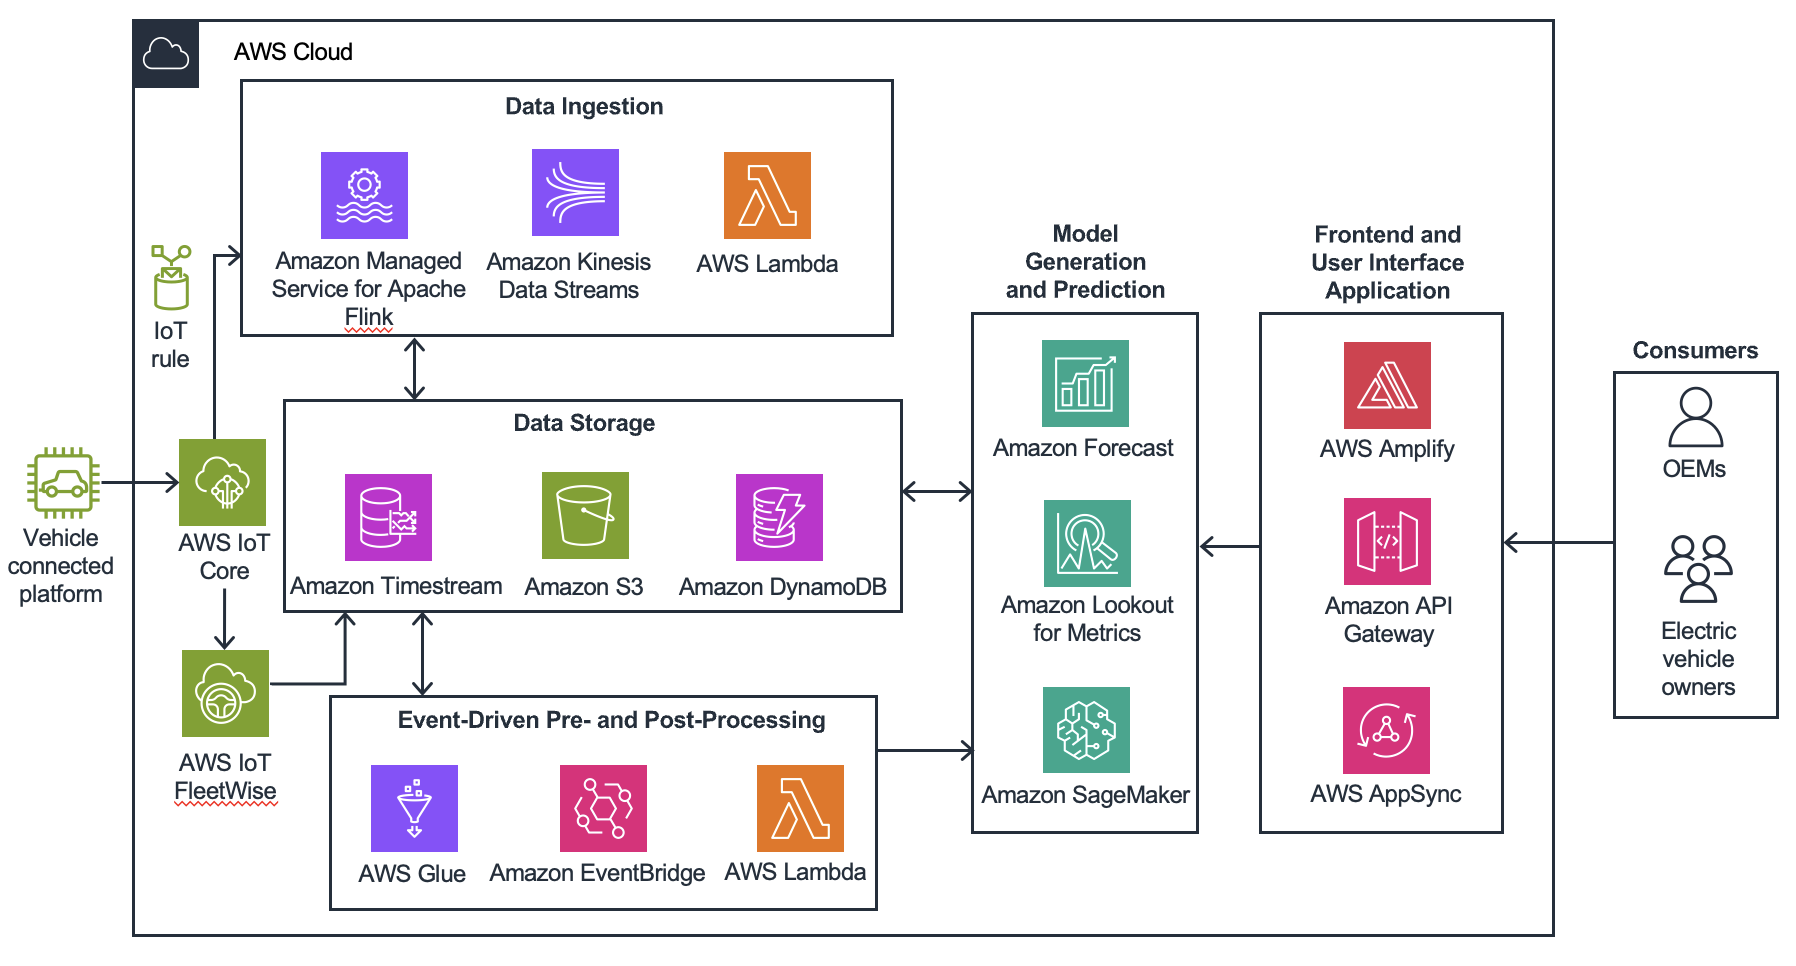 AWS Cloud
Data Ingestion
Amazon Managed
Service for Apache
Flink
Amazon Kinesis
Data Streams
AWS Lambda
IoT
rule
Vehicle
connected
platform
AWS IoT
Core
AWS IoT
FleetWise
Data Storage
Amazon Timestream
Amazon S3
Amazon DynamoDB
Event-Driven Pre- and Post-Processing
AWS Glue
Amazon EventBridge
AWS Lambda
Model
Generation
and Prediction
Amazon Forecast
Amazon Lookout
for Metrics
Amazon SageMaker
Frontend and
User Interface
Application
AWS Amplify
Amazon API
Gateway
AWS AppSync
Consumers
OEMs
Electric
vehicle
owners